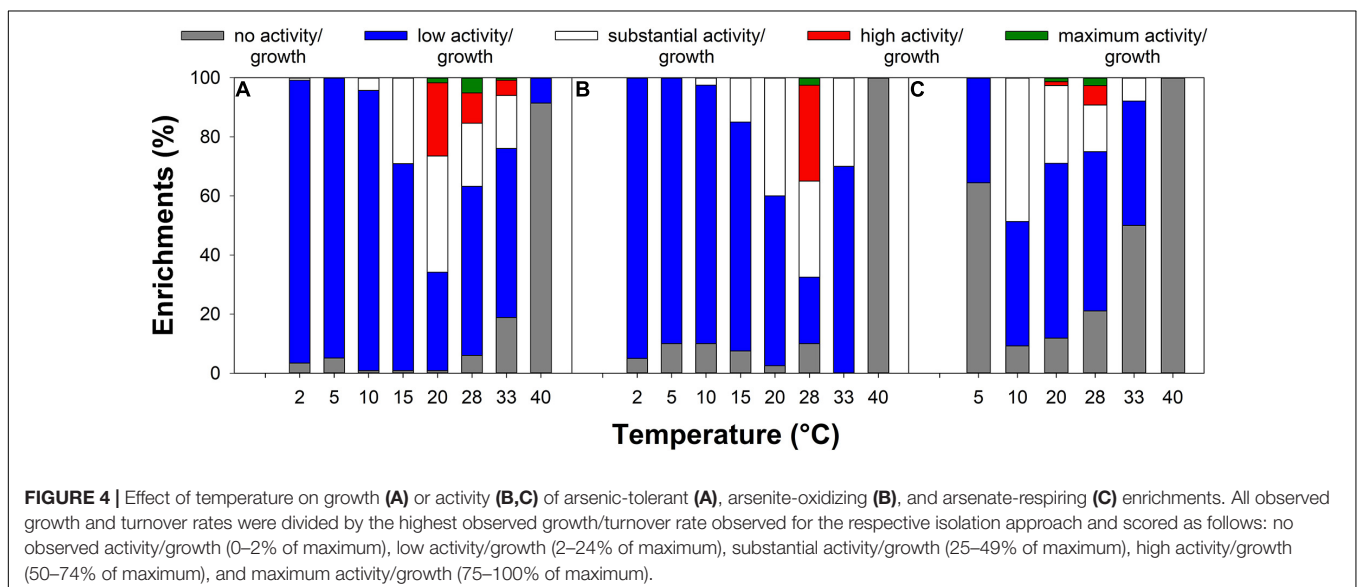 no activity/ low activity/ substantial activity/ high activity/ maximum activity/
growth growth growth growth growth
100 A B C
80
60
40
20
0
Enrichments (%)
2 5 10 15 20 28 33 40 2 5 10 15 20 28 33 40 5 10 20 28 33 40
Temperature (°C)
FIGURE 4 | Effect of temperature on growth (A) or activity (B,C) of arsenic-tolerant (A), arsenite-oxidizing (B), and arsenate-respiring (C) enrichments. All observed
growth and turnover rates were divided by the highest observed growth/turnover rate observed for the respective isolation approach and scored as follows: no
observed activity/growth (0–2% of maximum), low activity/growth (2–24% of maximum), substantial activity/growth (25–49% of maximum), high activity/growth
(50–74% of maximum), and maximum activity/growth (75–100% of maximum).